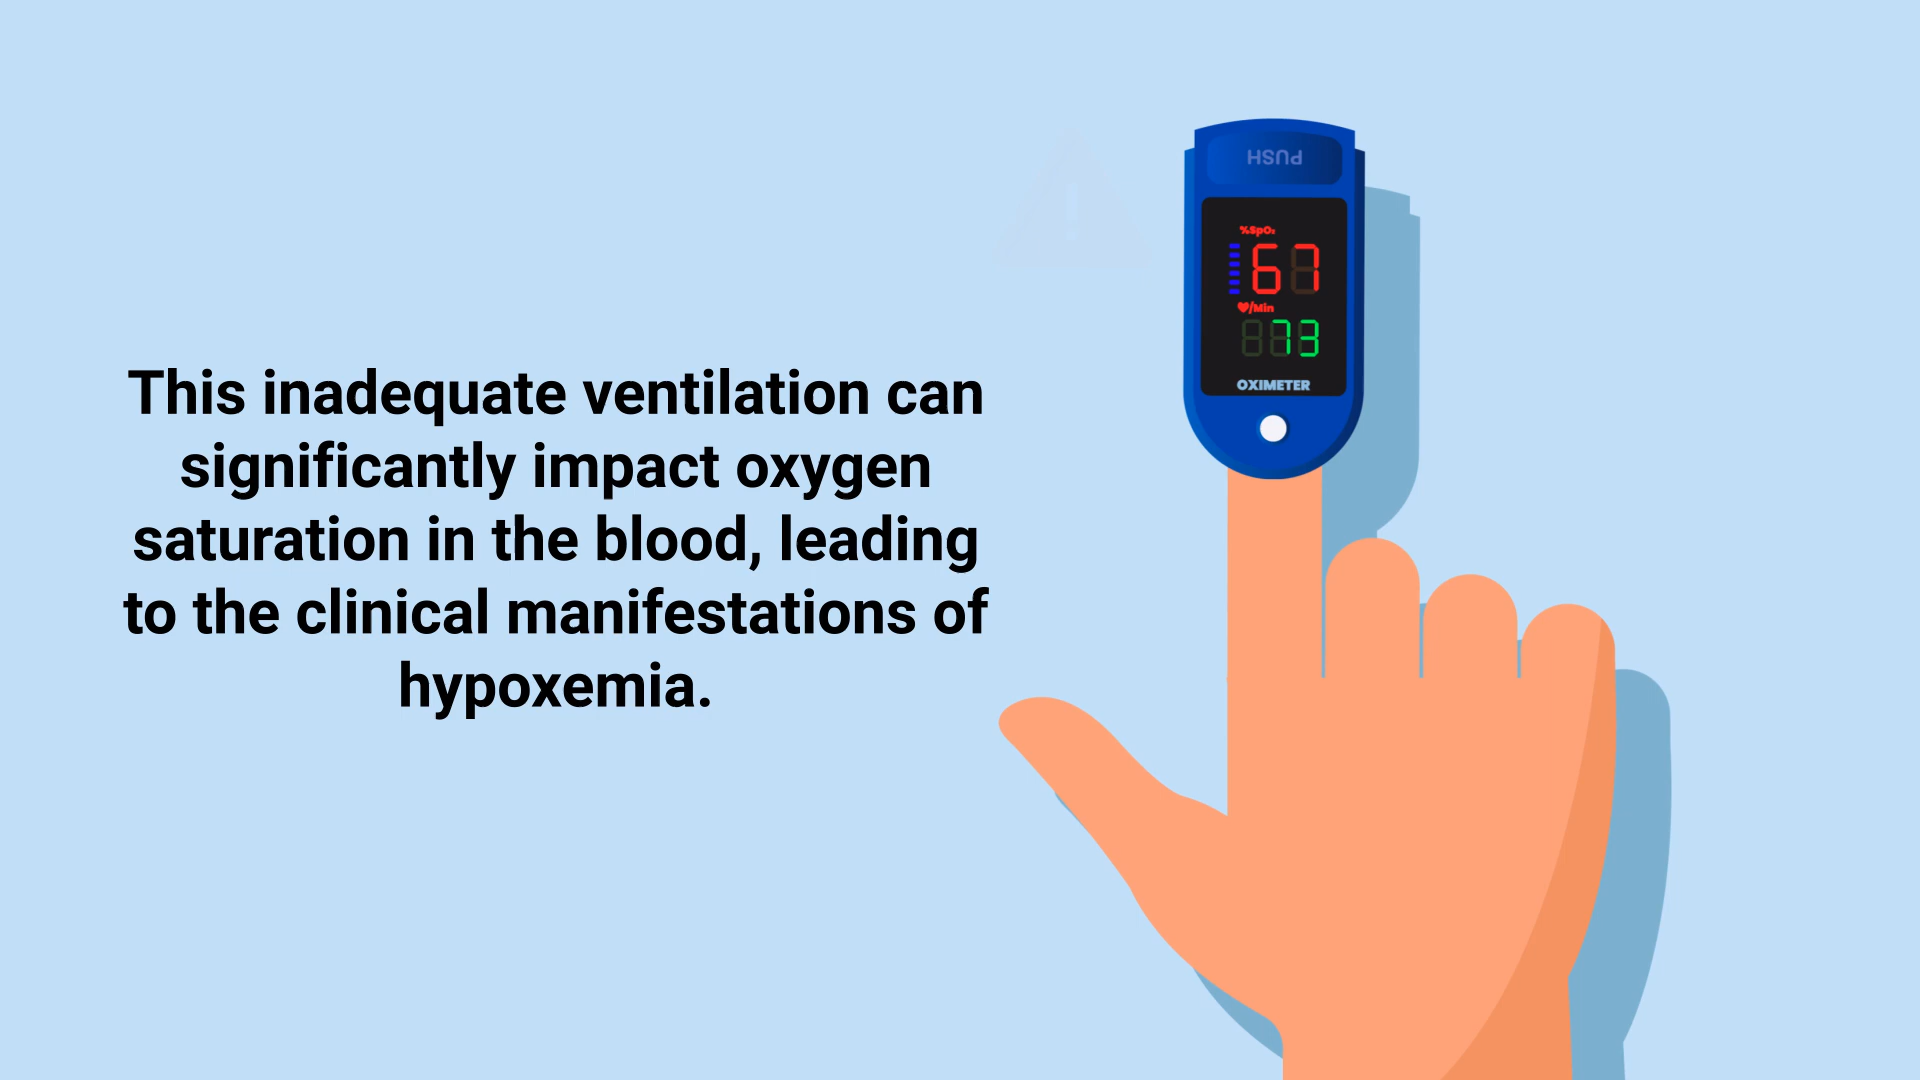 This inadequate ventilation can
significantly impact oxygen
saturation in the blood, leading
to the clinical manifestations of
hypoxemia.
PUSH
%SpO₂
67
/Min
73
OXIMETER